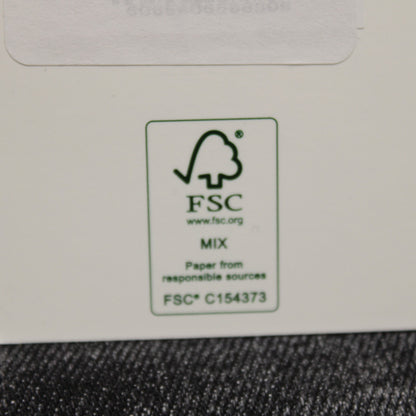 ®
FSC
www.fsc.org
MIX
Paper from
responsible sources
FSC® C154373